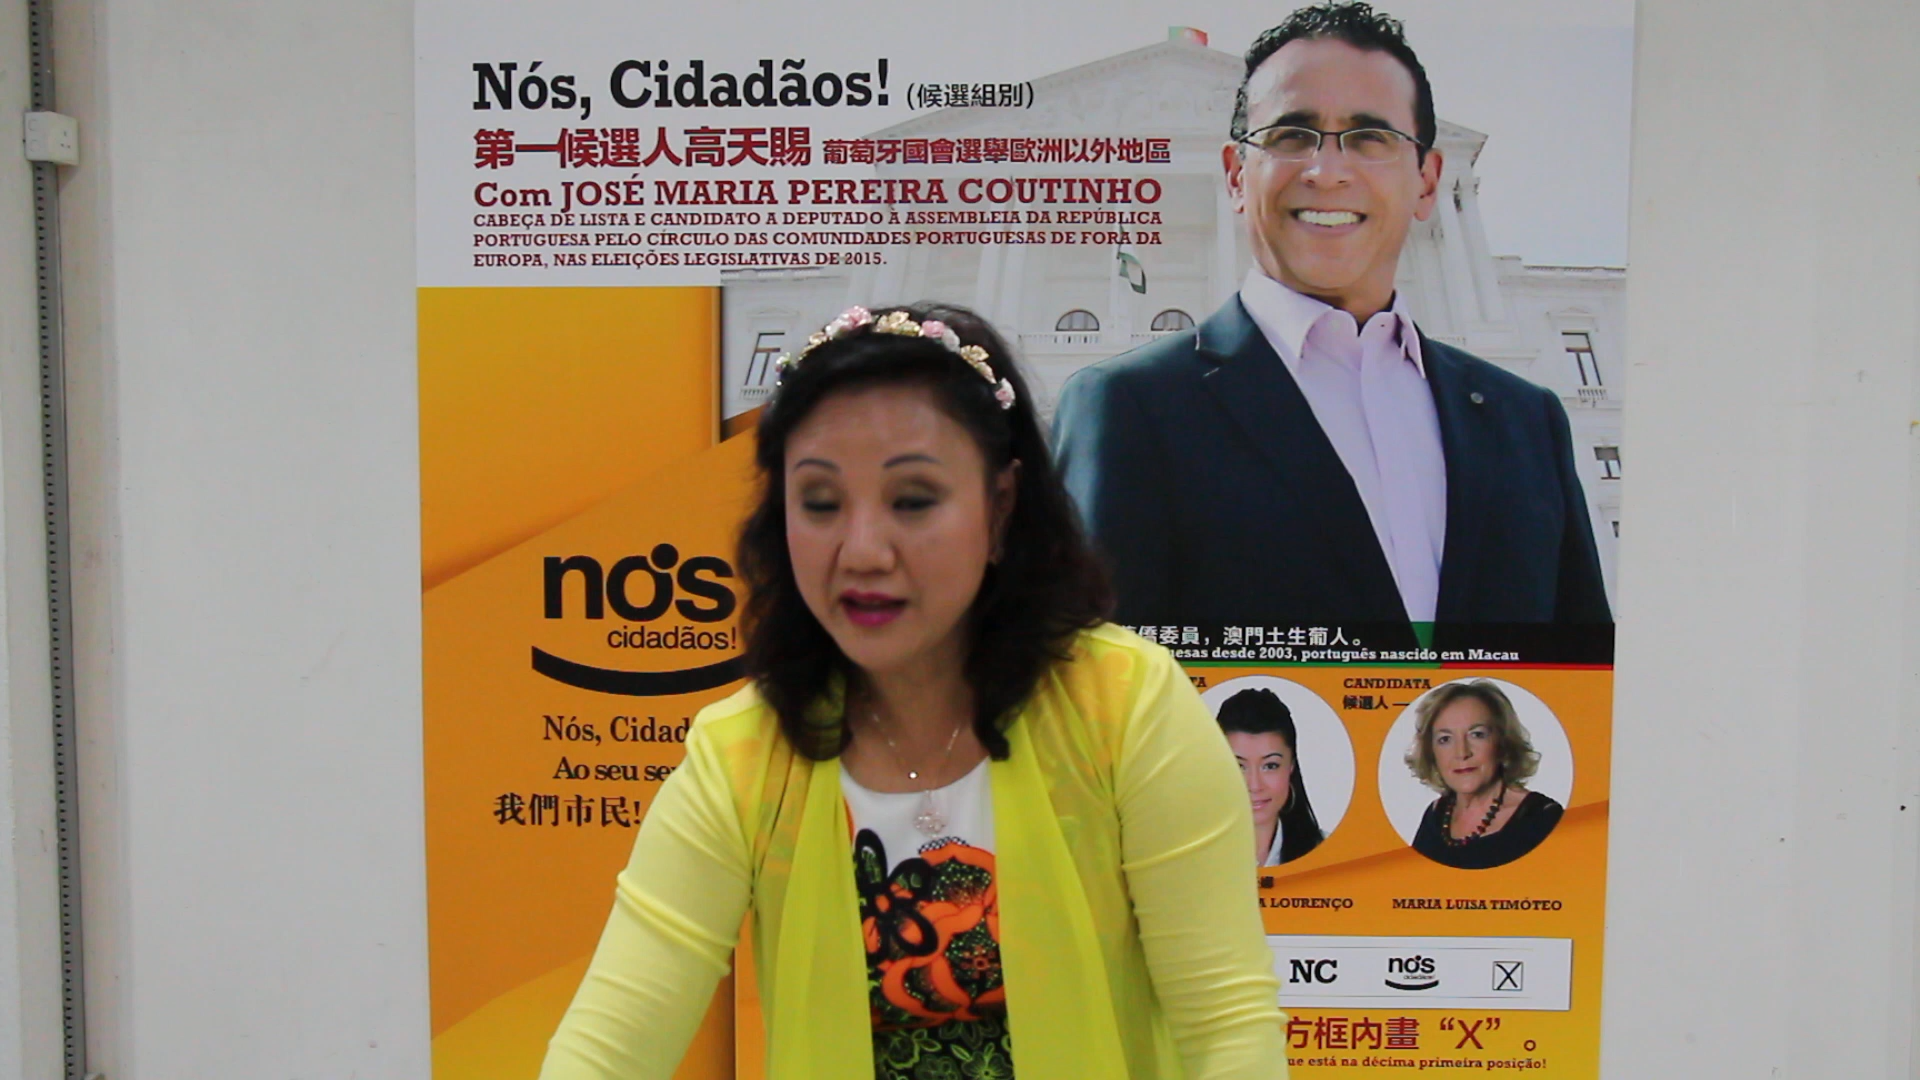 Nós, Cidadãos! (候選組別)
第一候選人高天賜 葡萄牙國會選舉歐洲以外地區
Com JOSÉ MARIA PEREIRA COUTINHO
CABEÇA DE LISTA E CANDIDATO A DEPUTADO À ASSEMBLEIA DA REPÚBLICA
PORTUGUESA PELO CÍRCULO DAS COMUNIDADES PORTUGUESAS DE FORA DA
EUROPA, NAS ELEIÇÕES LEGISLATIVAS DE 2015.
nós
cidadãos!
Nós, Cidad
Ao seu se
我們市民!
僑委員，澳門土生葡人。
uesas desde 2003, português nascido em Macau
TA
CANDIDATA
候選人 —
娜
A LOURENÇO
MARIA LUISA TIMÓTEO
NC nós cidadãos! X
方框內畫“X”。
ue está na décima primeira posição!